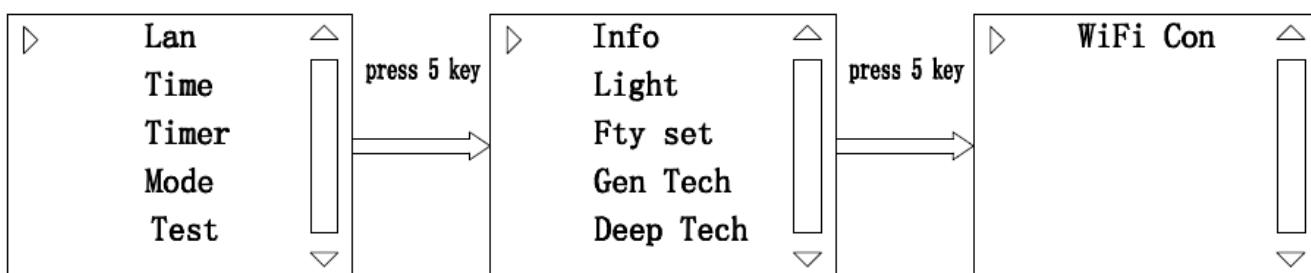 Lan
Time
Timer
Mode
Test
press 5 key
Info
Light
Fty set
Gen Tech
Deep Tech
press 5 key
WiFi Con